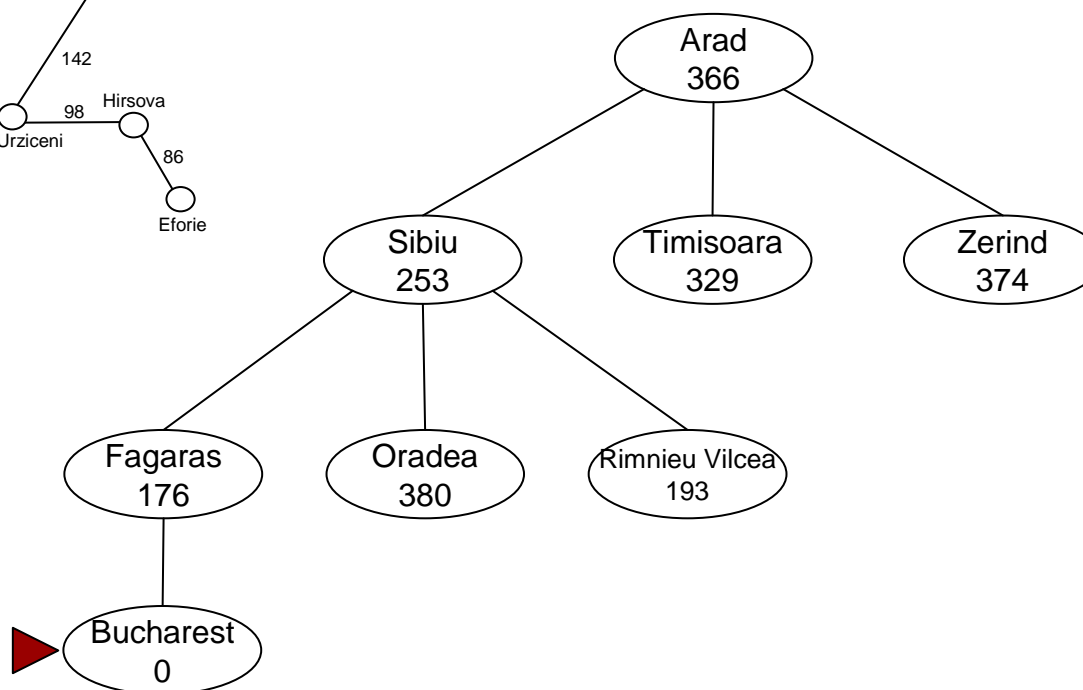 142
98
Hirsova
Urziceni
86
Eforie
Arad
366
Sibiu
253
Timisoara
329
Zerind
374
Fagaras
176
Oradea
380
Rimnieu Vilcea
193
Bucharest
0